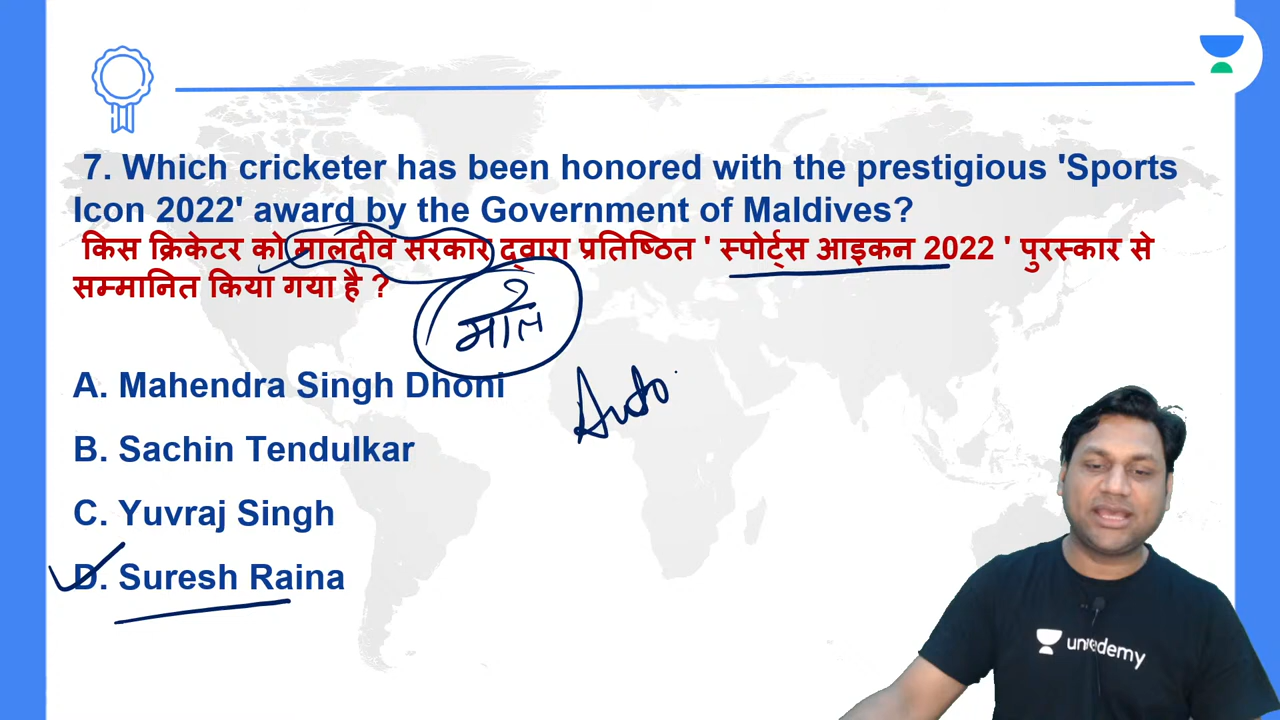 7. Which cricketer has been honored with the prestigious 'Sports
Icon 2022' award by the Government of Maldives?
किस क्रिकेटर को मालदीव सरकार द्वारा प्रतिष्ठित ' स्पोर्ट्स आइकन 2022 ' पुरस्कार से
सम्मानित किया गया है ?
माले
Auto
A. Mahendra Singh Dhoni
B. Sachin Tendulkar
C. Yuvraj Singh
D. Suresh Raina
unacademy